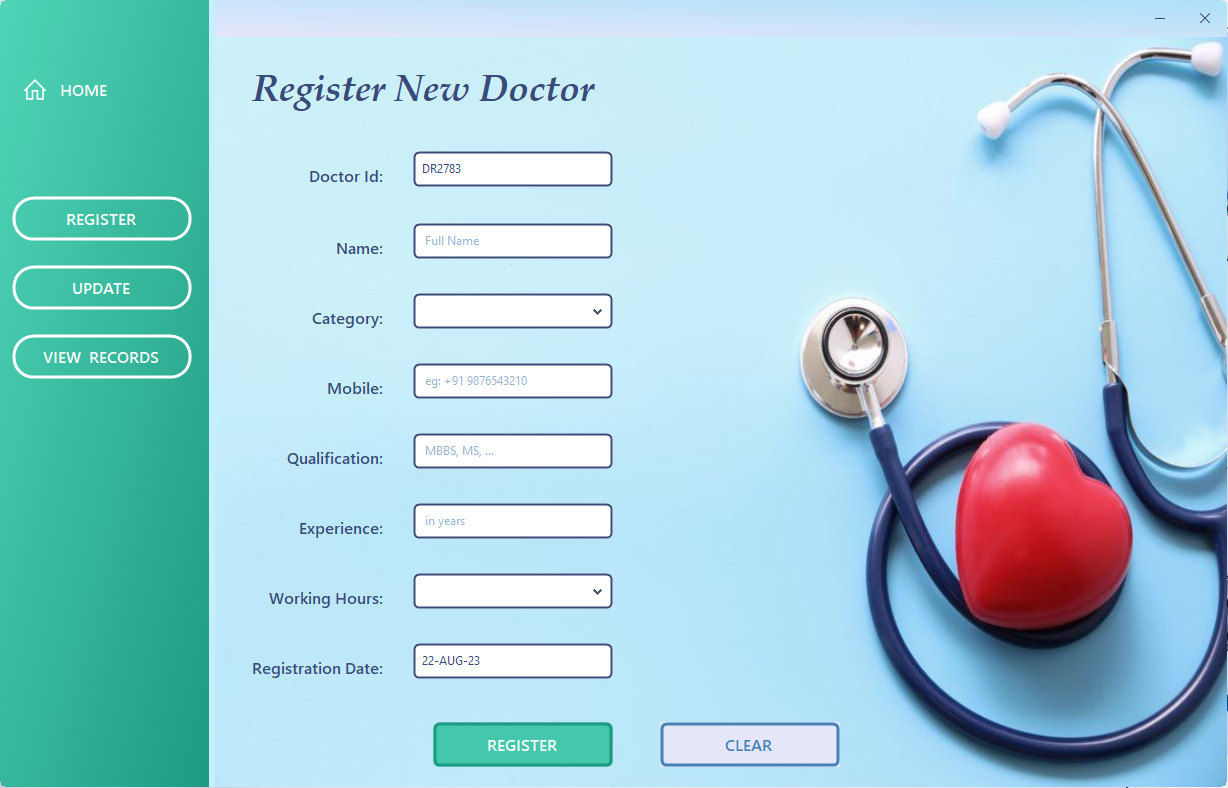 HOME
REGISTER
UPDATE
VIEW RECORDS
Register New Doctor
Doctor Id: DR2783
Name: Full Name
Category:
Mobile: eg: +91 9876543210
Qualification: MBBS, MS, ...
Experience: in years
Working Hours:
Registration Date: 22-AUG-23
REGISTER CLEAR